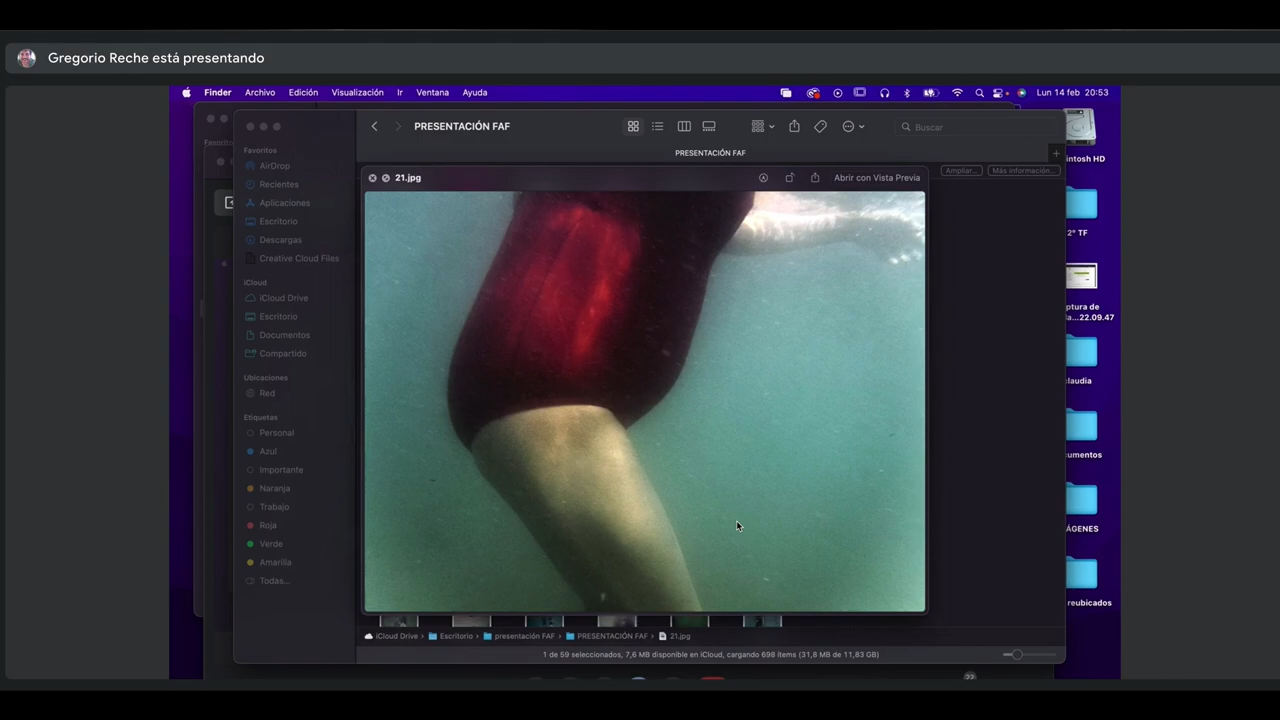 Gregorio Reche está presentando
Finder Archivo Edición Visualización Ir Ventana Ayuda
Lun 14 feb 20:53
PRESENTACIÓN FAF
Buscar
PRESENTACIÓN FAF
Ampliar... Más información...
21.jpg
Abrir con Vista Previa
Favoritos
AirDrop
Recientes
Aplicaciones
Escritorio
Descargas
Creative Cloud Files
iCloud
iCloud Drive
Escritorio
Documentos
Compartido
Ubicaciones
Red
Etiquetas
Personal
Azul
Importante
Naranja
Trabajo
Roja
Verde
Amarilla
Todas...
intosh HD
2º TF
ptura de
la...22.09.47
claudia
cumentos
ÁGENES
reubicados
iCloud Drive › Escritorio › presentación FAF › PRESENTACIÓN FAF › 21.jpg
1 de 59 seleccionados, 7,6 MB disponible en iCloud, cargando 698 ítems (31,8 MB de 11,83 GB)
22